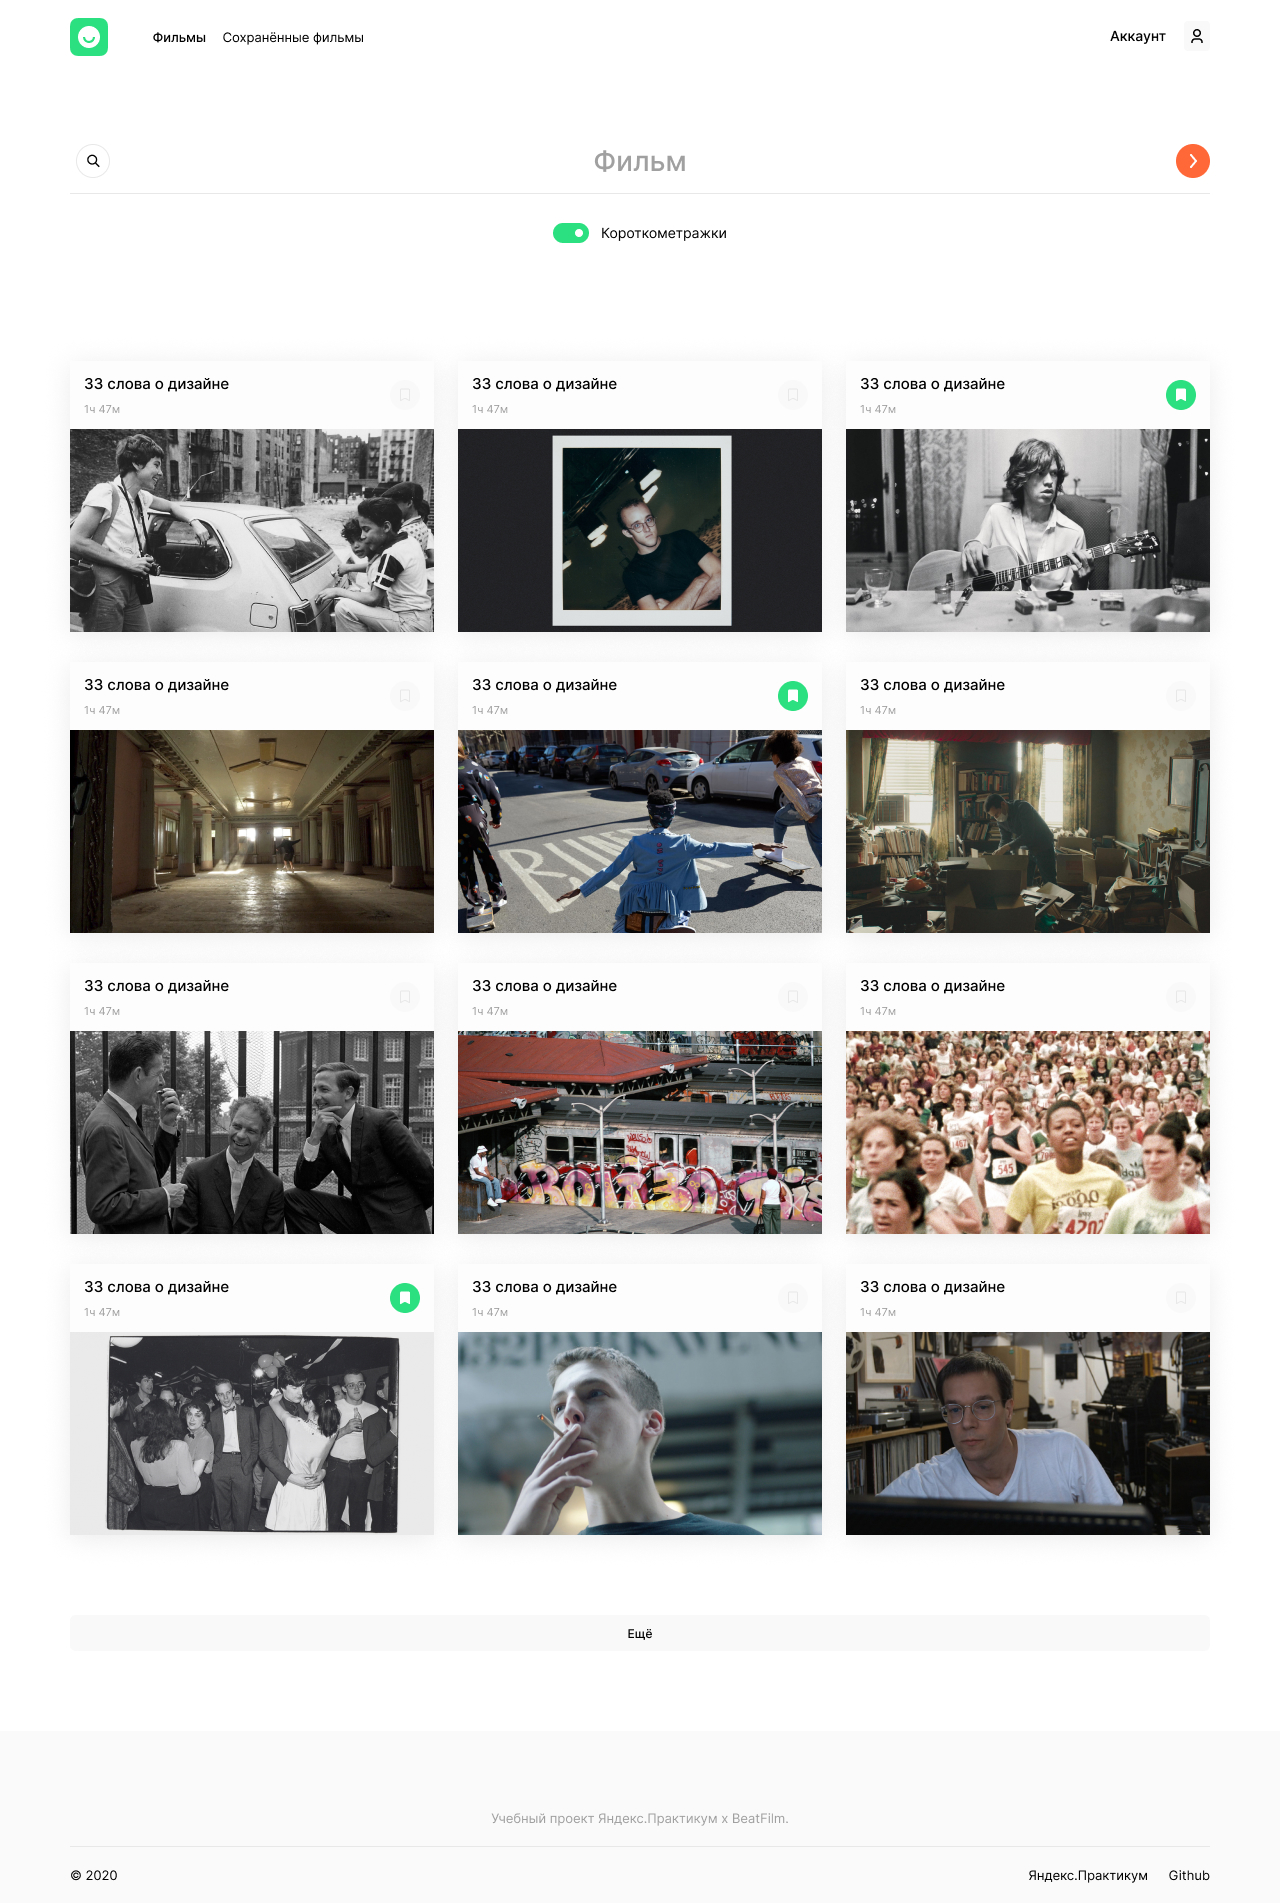 Фильмы Сохранённые фильмы Аккаунт
Фильм
Короткометражки
33 слова о дизайне
1ч 47м
33 слова о дизайне
1ч 47м
33 слова о дизайне
1ч 47м
33 слова о дизайне
1ч 47м
33 слова о дизайне
1ч 47м
33 слова о дизайне
1ч 47м
33 слова о дизайне
1ч 47м
33 слова о дизайне
1ч 47м
33 слова о дизайне
1ч 47м
545
33 слова о дизайне
1ч 47м
33 слова о дизайне
1ч 47м
33 слова о дизайне
1ч 47м
Ещё
Учебный проект Яндекс.Практикум x BeatFilm.
© 2020 Яндекс.Практикум Github